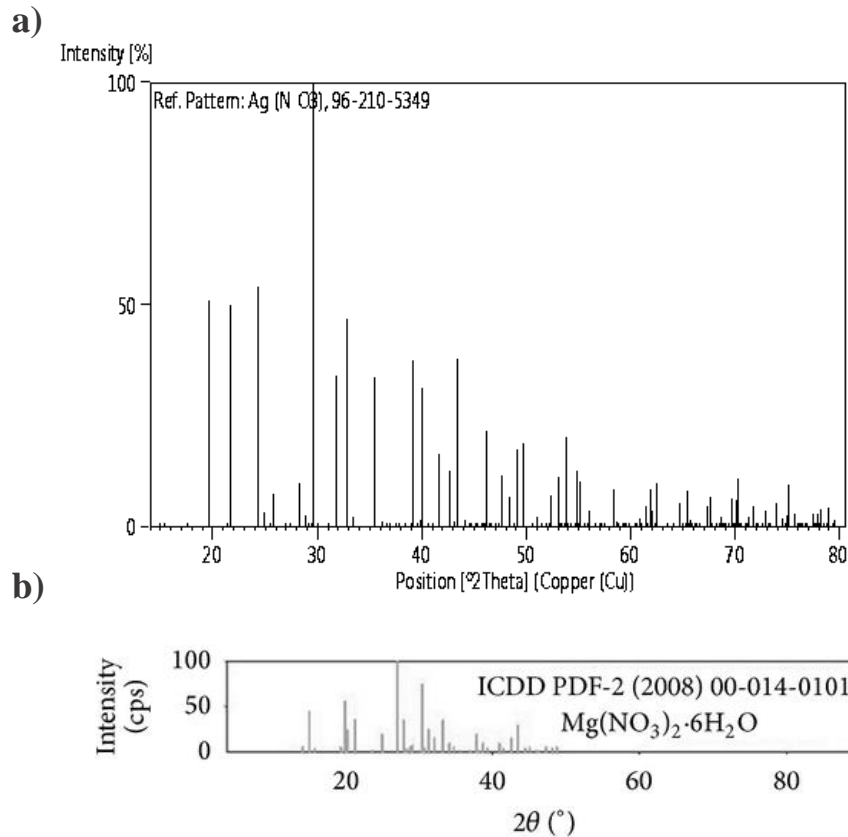 a)
Intensity [%]
100
Ref. Pattern: Ag (N O3), 96-210-5349
50
0
20 30 40 50 60 70 80
Position [°2Theta] (Copper (Cu))
b)
100
ICDD PDF-2 (2008) 00-014-0101
Intensity
(cps)
50
Mg(NO₃)₂·6H₂O
0
20 40 60 80
2θ (°)